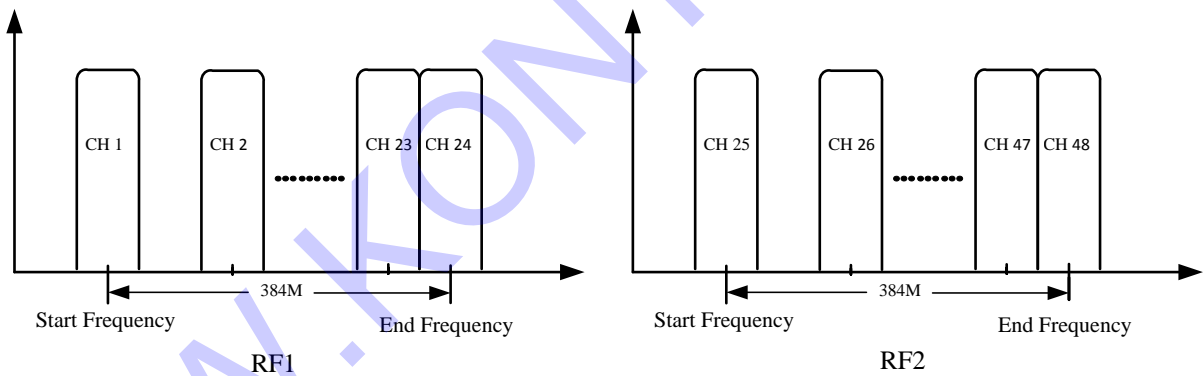 CH 1
CH 2
CH 23
CH 24
384M
Start Frequency
End Frequency
RF1
CH 25
CH 26
CH 47
CH 48
384M
Start Frequency
End Frequency
RF2